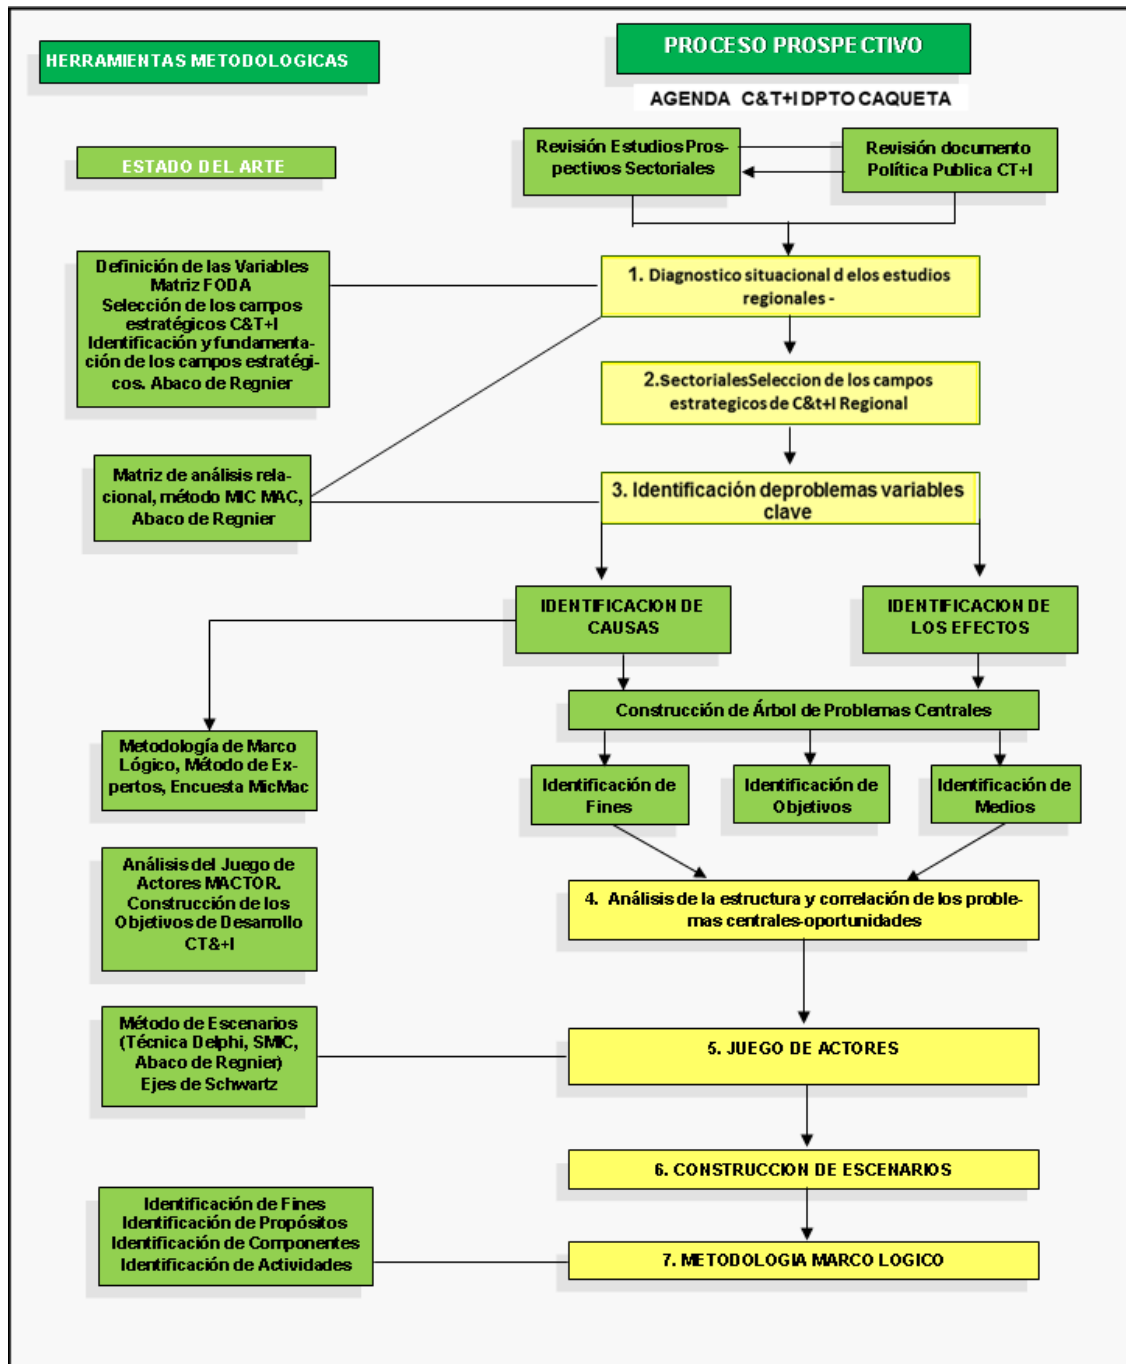 HERRAMIENTAS METODOLOGICAS
PROCESO PROSPECTIVO
AGENDA C&T+I DPTO CAQUETA
ESTADO DEL ARTE
Revisión Estudios Pros-
pectivos Sectoriales
Revisión documento
Política Publica CT+I
Definición de las Variables
Matriz FODA
Selección de los campos
estratégicos C&T+I
Identificación y fundamenta-
ción de los campos estratégi-
cos. Abaco de Regnier
1. Diagnostico situacional d elos estudios
regionales -
2.sectorialesSeleccion de los campos
estrategicos de C&t+I Regional
Matriz de análisis rela-
cional, método MIC MAC,
Abaco de Regnier
3. Identificación deproblemas variables
clave
IDENTIFICACION DE
CAUSAS
IDENTIFICACION DE
LOS EFECTOS
Construcción de Árbol de Problemas Centrales
Metodología de Marco
Lógico, Método de Ex-
pertos, Encuesta MicMac
Identificación de
Fines
Identificación de
Objetivos
Identificación de
Medios
Análisis del Juego de
Actores MACTOR.
Construcción de los
Objetivos de Desarrollo
CT&+I
4. Análisis de la estructura y correlación de los proble-
mas centrales-oportunidades
Método de Escenarios
(Técnica Delphi, SMIC,
Abaco de Regnier)
Ejes de Schwartz
5. JUEGO DE ACTORES
6. CONSTRUCCION DE ESCENARIOS
Identificación de Fines
Identificación de Propósitos
Identificación de Componentes
Identificación de Actividades
7. METODOLOGIA MARCO LOGICO